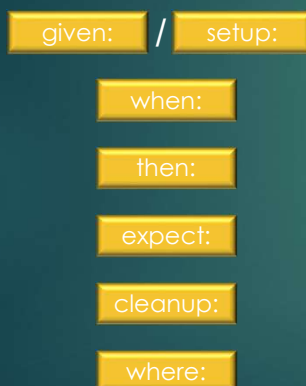 given: / setup:
when:
then:
expect:
cleanup:
where: